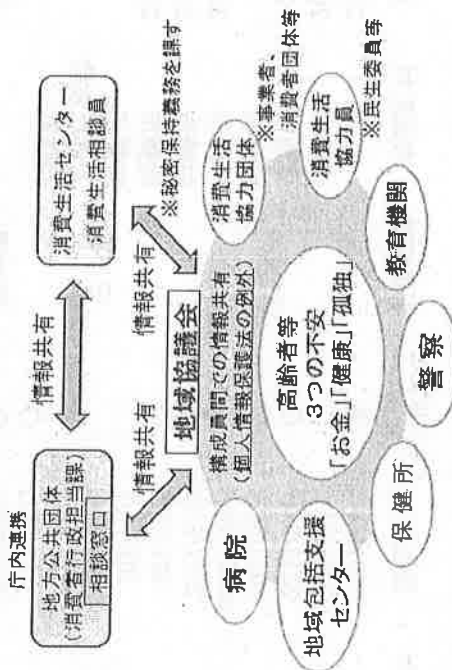 庁内連携
地方公共団体
(消費者行政担当課)
相談窓口
情報共有
消費生活センター
消費生活相談員
情報共有
情報共有
※秘密保持義務を課す
地域協議会
構成員間での情報共有
(個人情報保護法の例外)
高齢者等
3つの不安
「お金」「健康」「孤独」
病院
消費生活
協力団体
※事業者、
消費者団体等
消費生活
協力員
※民生委員等
地域包括支援
センター
保健所
警察
教育機関